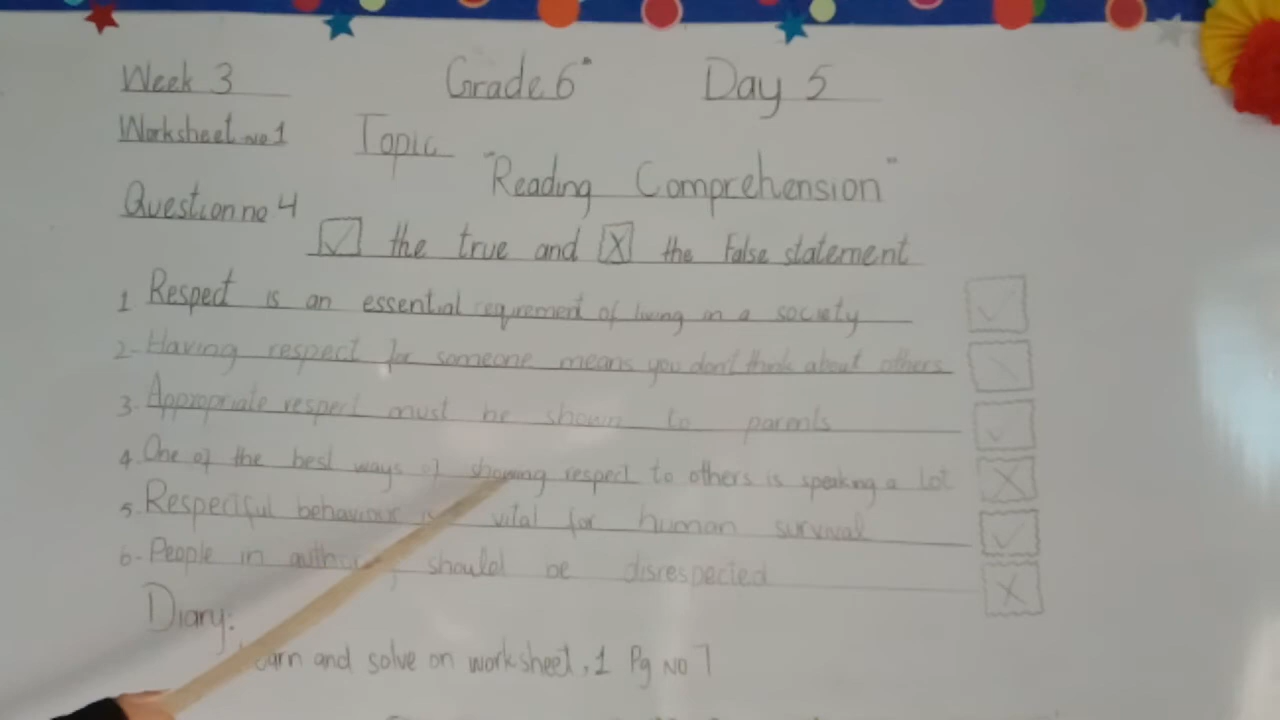 Week 3 Grade 6" Day 5
Worksheet no 1 Topic
"Reading Comprehension"
Question no 4
☑ the true and ☒ the False statement
1 Respect is an essential requirement of living in a society ✓
2- Having respect for someone means you don't think about others
3- Appropriate respect must be shown to parents ✓
4- One of the best ways of showing respect to others is speaking a lot X
5- Respectful behaviour is vital for human survival ✓
6- People in should be disrespected X
Diary:
and solve on worksheet, 1 Pg No 7